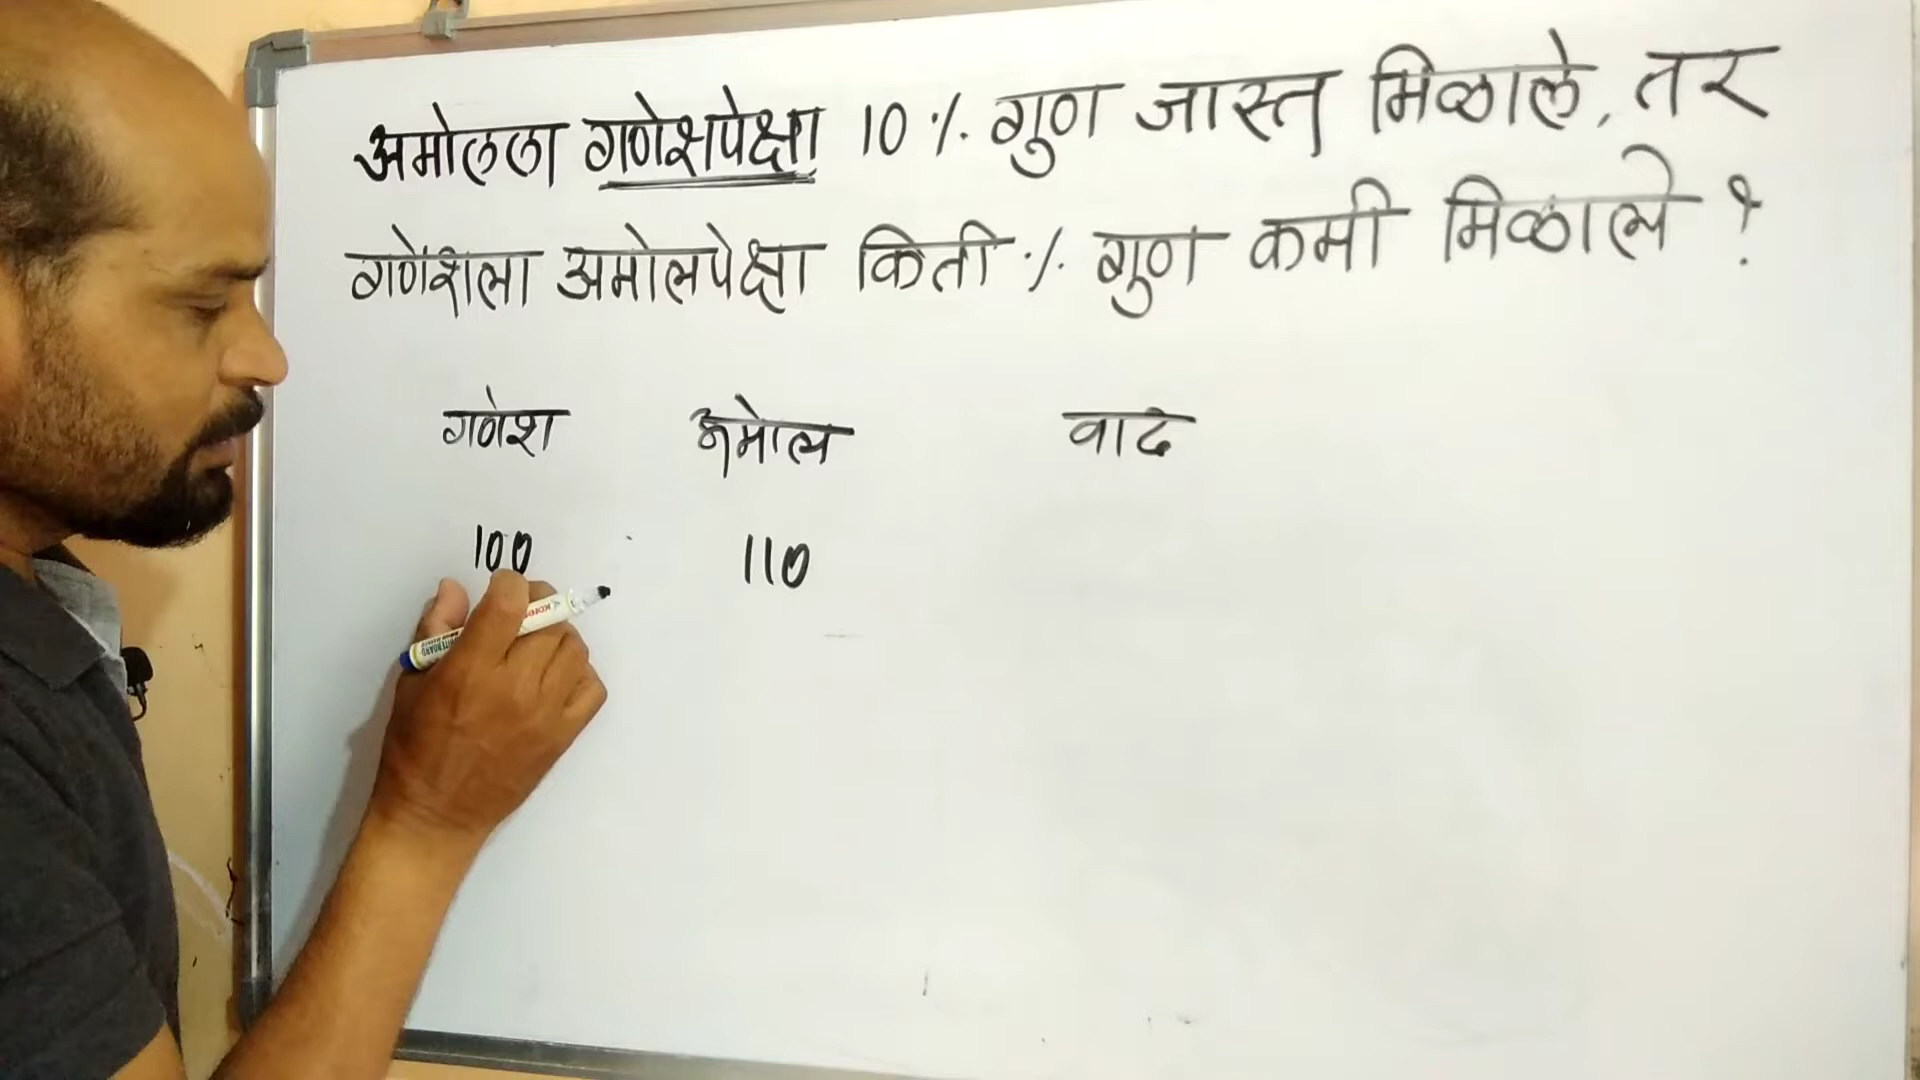 अमोलला गणेशपेक्षा 10 % गुण जास्त मिळाले, तर
गणेशला अमोलपेक्षा किती % गुण कमी मिळाले ?
गणेश अमोल वाढ
100 110